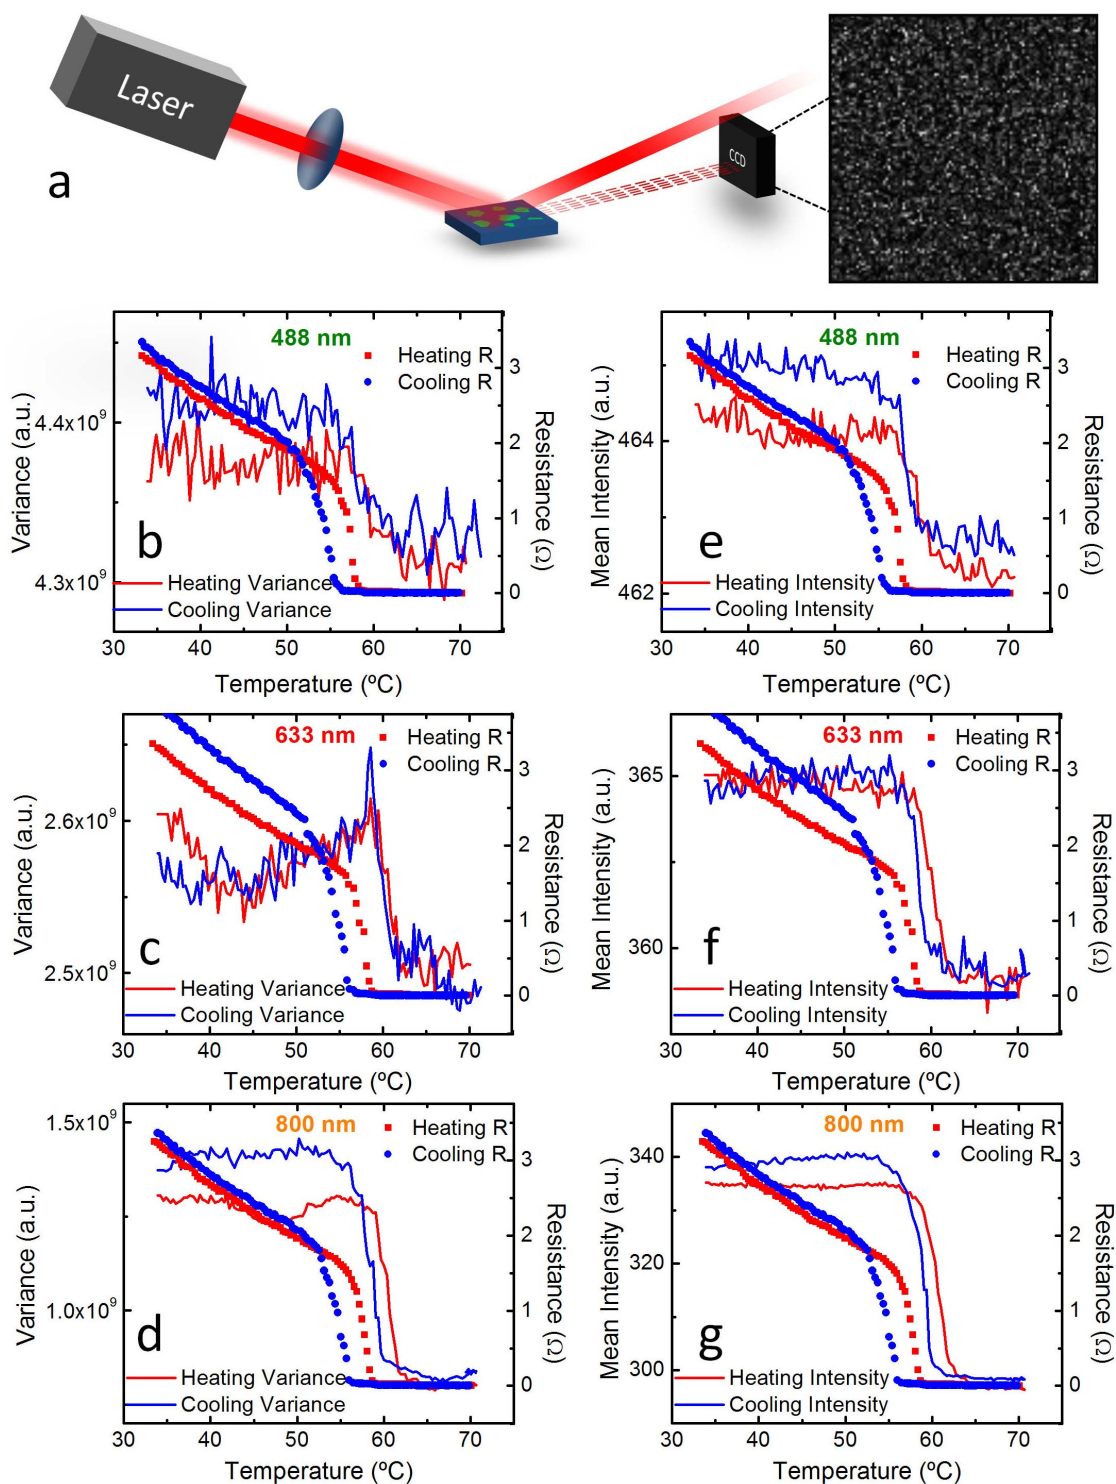 Laser
CCD
a
488 nm
Heating R
Cooling R
Variance (a.u.)
4.4x10⁹
4.3x10⁹
3
2
1
0
Resistance (Ω)
b
Heating Variance
Cooling Variance
30 40 50 60 70
Temperature (ºC)
488 nm
Heating R
Cooling R
Mean Intensity (a.u.)
464
462
3
2
1
0
Resistance (Ω)
e
Heating Intensity
Cooling Intensity
30 40 50 60 70
Temperature (ºC)
633 nm
Heating R
Cooling R
Variance (a.u.)
2.6x10⁹
2.5x10⁹
3
2
1
0
Resistance (Ω)
c
Heating Variance
Cooling Variance
30 40 50 60 70
Temperature (ºC)
633 nm
Heating R
Cooling R
Mean Intensity (a.u.)
365
360
3
2
1
0
Resistance (Ω)
f
Heating Intensity
Cooling Intensity
30 40 50 60 70
Temperature (ºC)
800 nm
Heating R
Cooling R
Variance (a.u.)
1.5x10⁹
1.0x10⁹
3
2
1
0
Resistance (Ω)
d
Heating Variance
Cooling Variance
30 40 50 60 70
Temperature (ºC)
800 nm
Heating R
Cooling R
Mean Intensity (a.u.)
340
320
300
3
2
1
0
Resistance (Ω)
g
Heating Intensity
Cooling Intensity
30 40 50 60 70
Temperature (ºC)